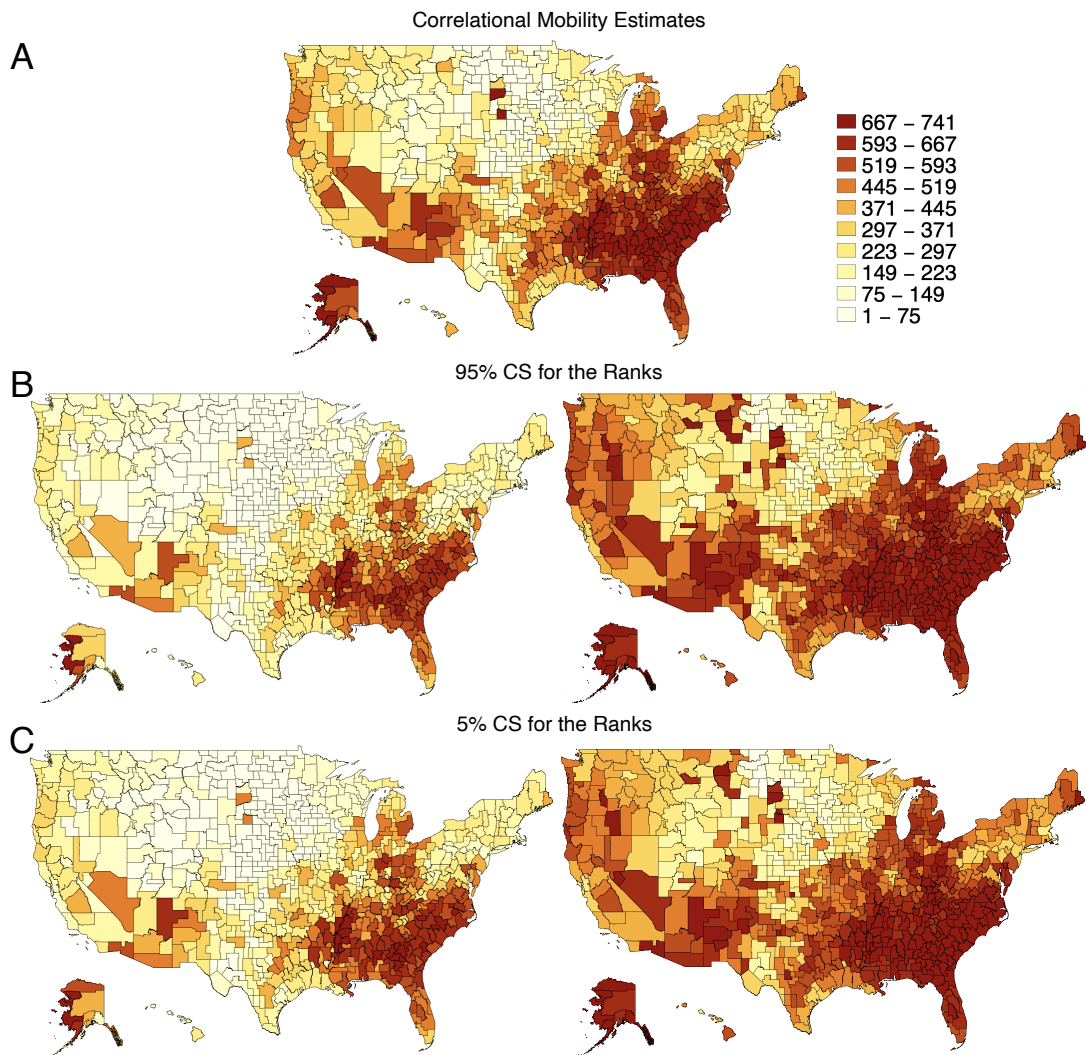 Correlational Mobility Estimates
A
667 – 741
593 – 667
519 – 593
445 – 519
371 – 445
297 – 371
223 – 297
149 – 223
75 – 149
1 – 75
B
95% CS for the Ranks
C
5% CS for the Ranks